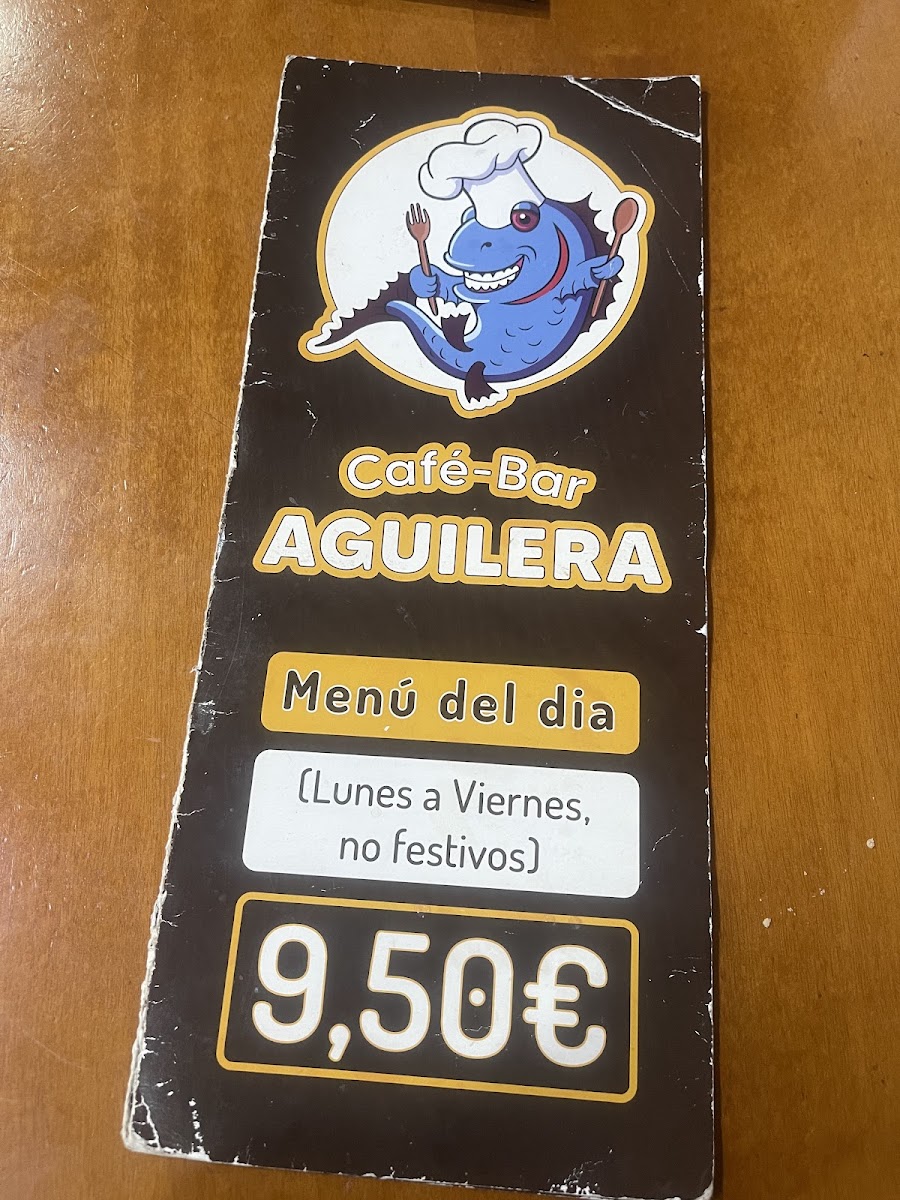 Café-Bar
AGUILERA
Menú del dia
(Lunes a Viernes,
no festivos)
9,50€